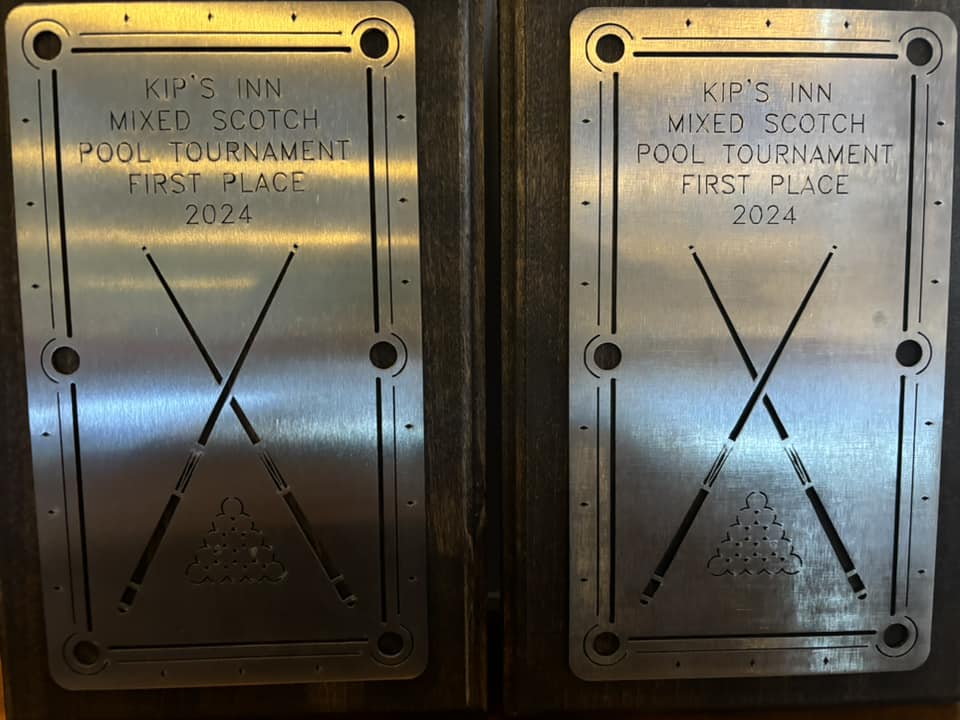 KIP'S INN
MIXED SCOTCH
POOL TOURNAMENT
FIRST PLACE
2024
KIP'S INN
MIXED SCOTCH
POOL TOURNAMENT
FIRST PLACE
2024